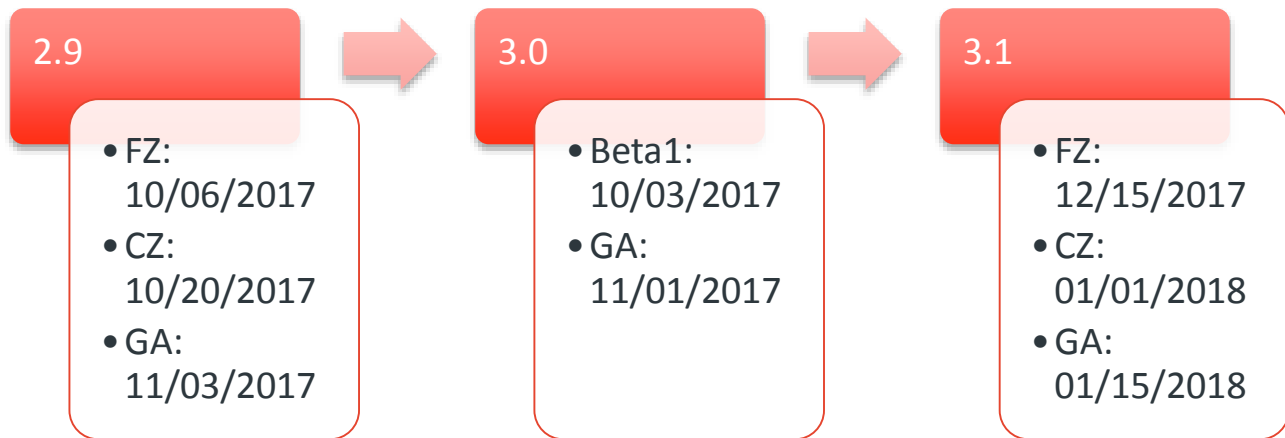 2.9
• FZ:
10/06/2017
• CZ:
10/20/2017
• GA:
11/03/2017
3.0
• Beta1:
10/03/2017
• GA:
11/01/2017
3.1
• FZ:
12/15/2017
• CZ:
01/01/2018
• GA:
01/15/2018